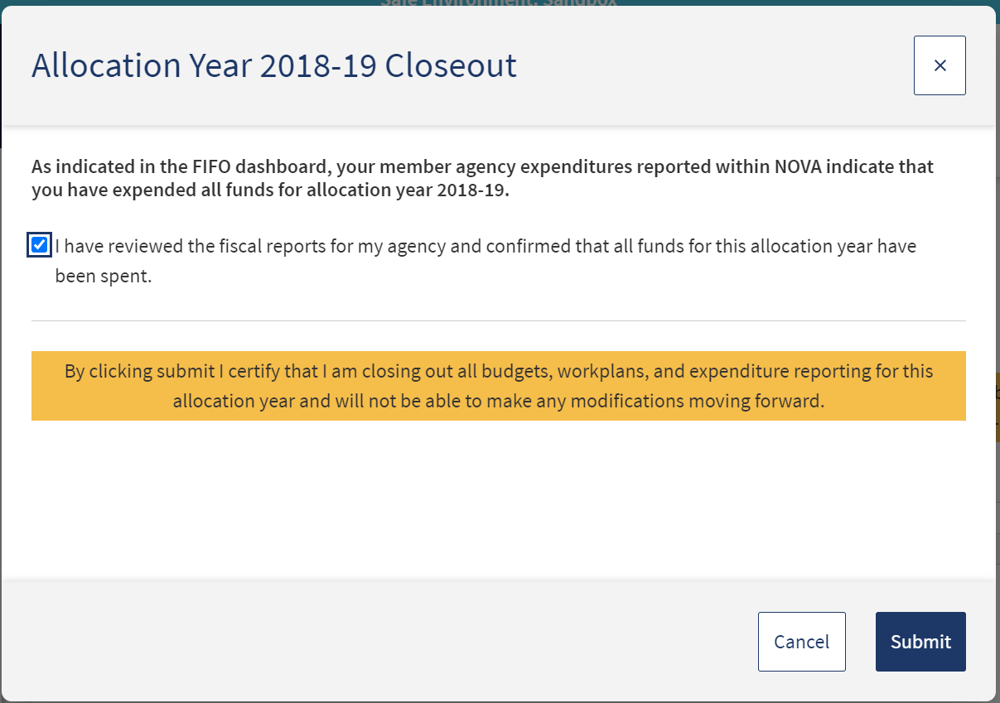 Safe Environment: Sandbox
Allocation Year 2018-19 Closeout
×
As indicated in the FIFO dashboard, your member agency expenditures reported within NOVA indicate that
you have expended all funds for allocation year 2018-19.
I have reviewed the fiscal reports for my agency and confirmed that all funds for this allocation year have
been spent.
By clicking submit I certify that I am closing out all budgets, workplans, and expenditure reporting for this
allocation year and will not be able to make any modifications moving forward.
Cancel
Submit